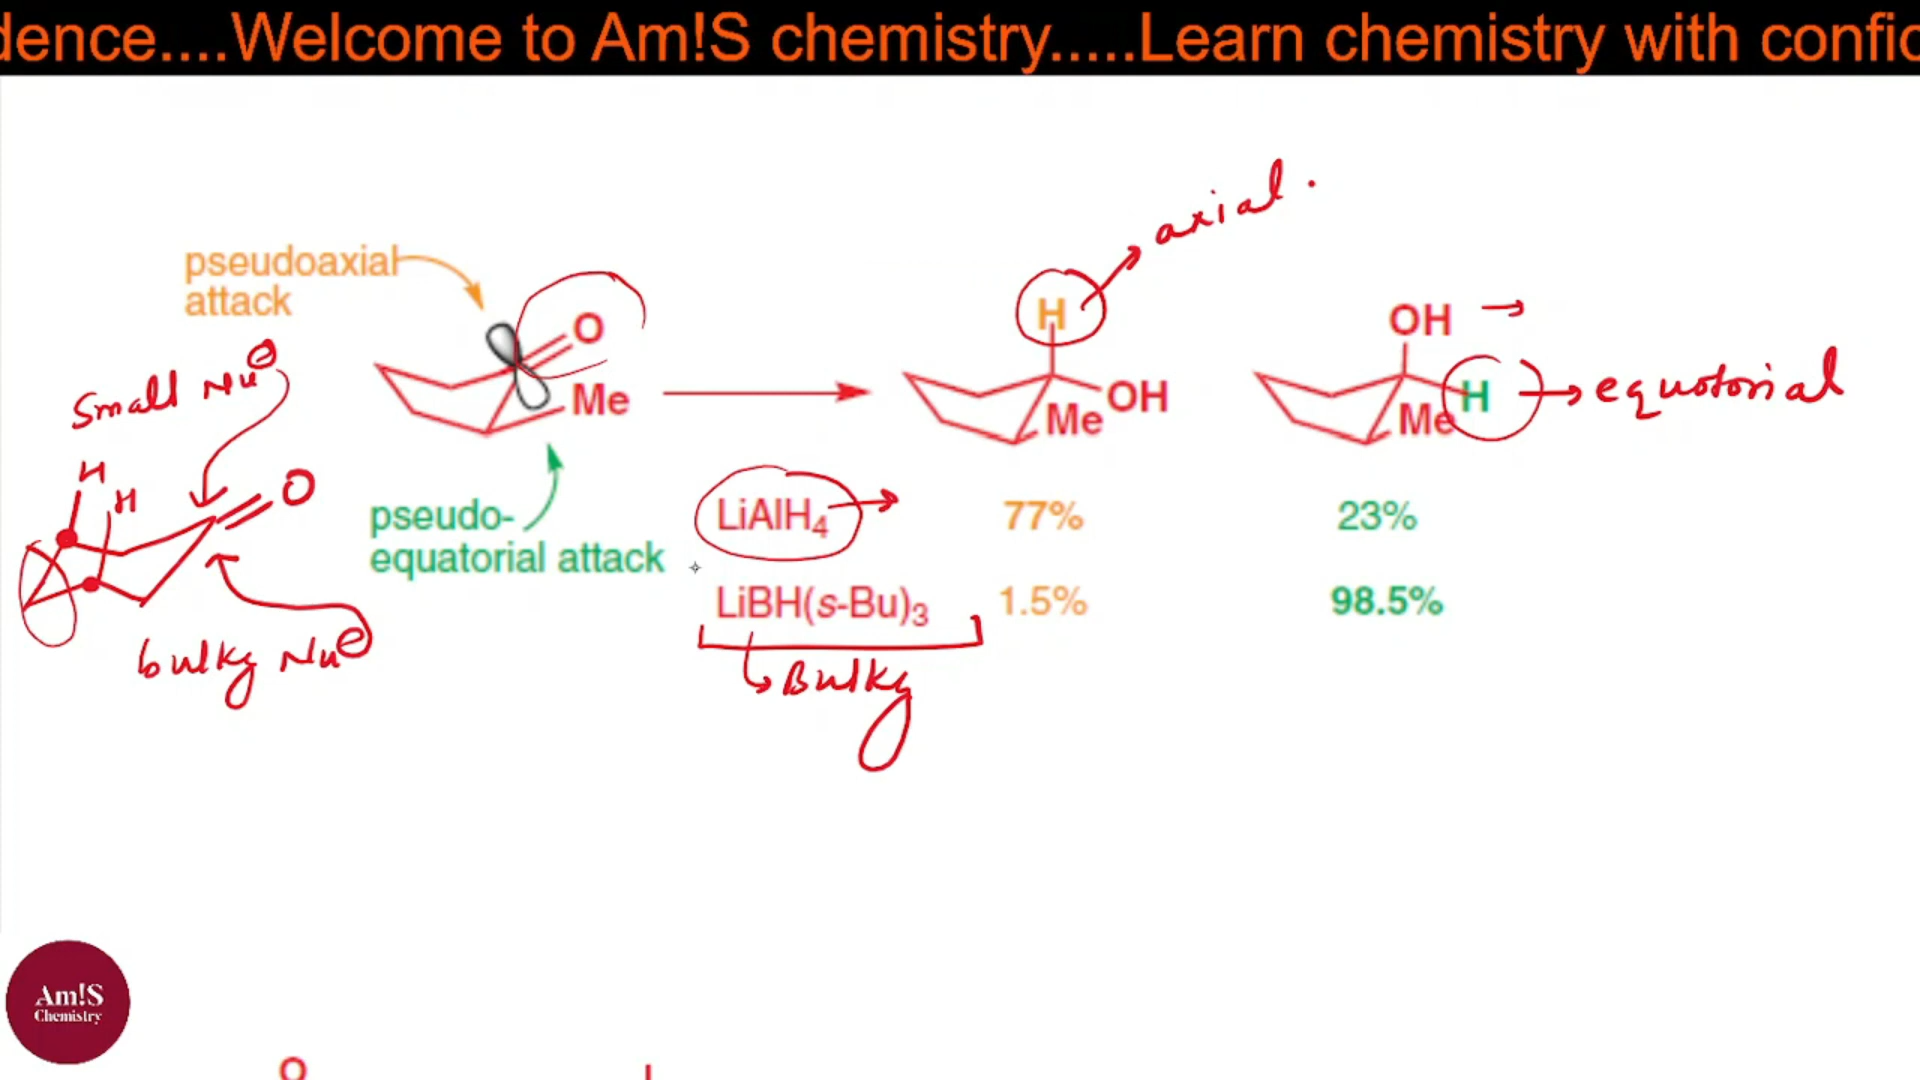 dence....Welcome to Am!S chemistry.....Learn chemistry with confic
axial.
pseudoaxial
attack
O
H
OH →
Small Nu⊖
Me
OH
Me
H → equotorial
Me
H
H
O
pseudo-
equatorial attack
LiAlH4 →
77%
23%
LiBH(s-Bu)3
1.5%
98.5%
bulky Nu⊖
Bulky
Am!S
Chemistry
O